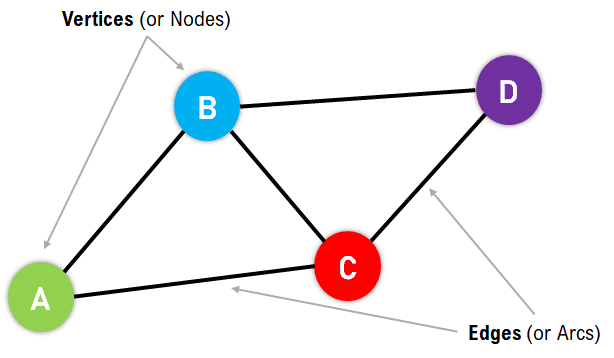 Vertices (or Nodes)
B
D
C
A
Edges (or Arcs)